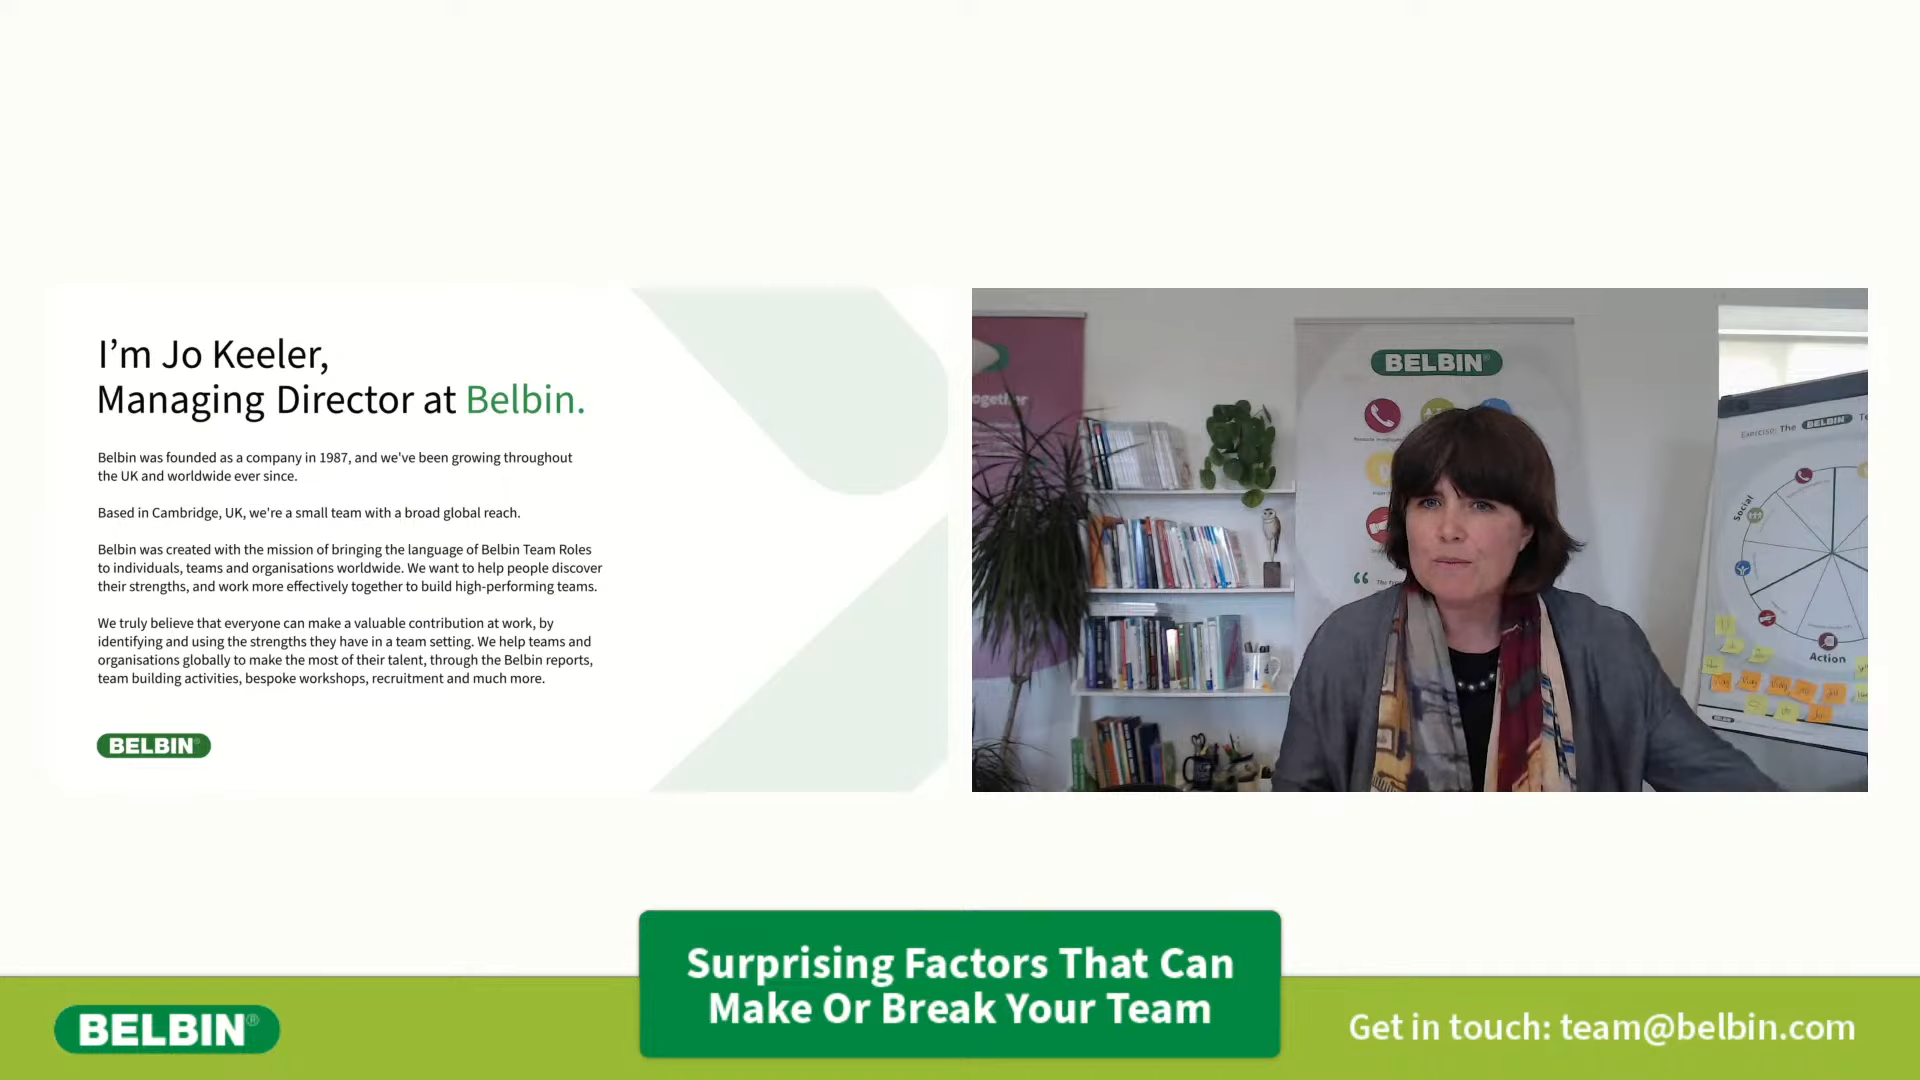 I’m Jo Keeler,
Managing Director at Belbin.
Belbin was founded as a company in 1987, and we've been growing throughout
the UK and worldwide ever since.
Based in Cambridge, UK, we're a small team with a broad global reach.
Belbin was created with the mission of bringing the language of Belbin Team Roles
to individuals, teams and organisations worldwide. We want to help people discover
their strengths, and work more effectively together to build high-performing teams.
We truly believe that everyone can make a valuable contribution at work, by
identifying and using the strengths they have in a team setting. We help teams and
organisations globally to make the most of their talent, through the Belbin reports,
team building activities, bespoke workshops, recruitment and much more.
BELBIN
BELBIN®
Exercise: The BELBIN
Social
Action
Surprising Factors That Can
Make Or Break Your Team
BELBIN®
Get in touch: team@belbin.com